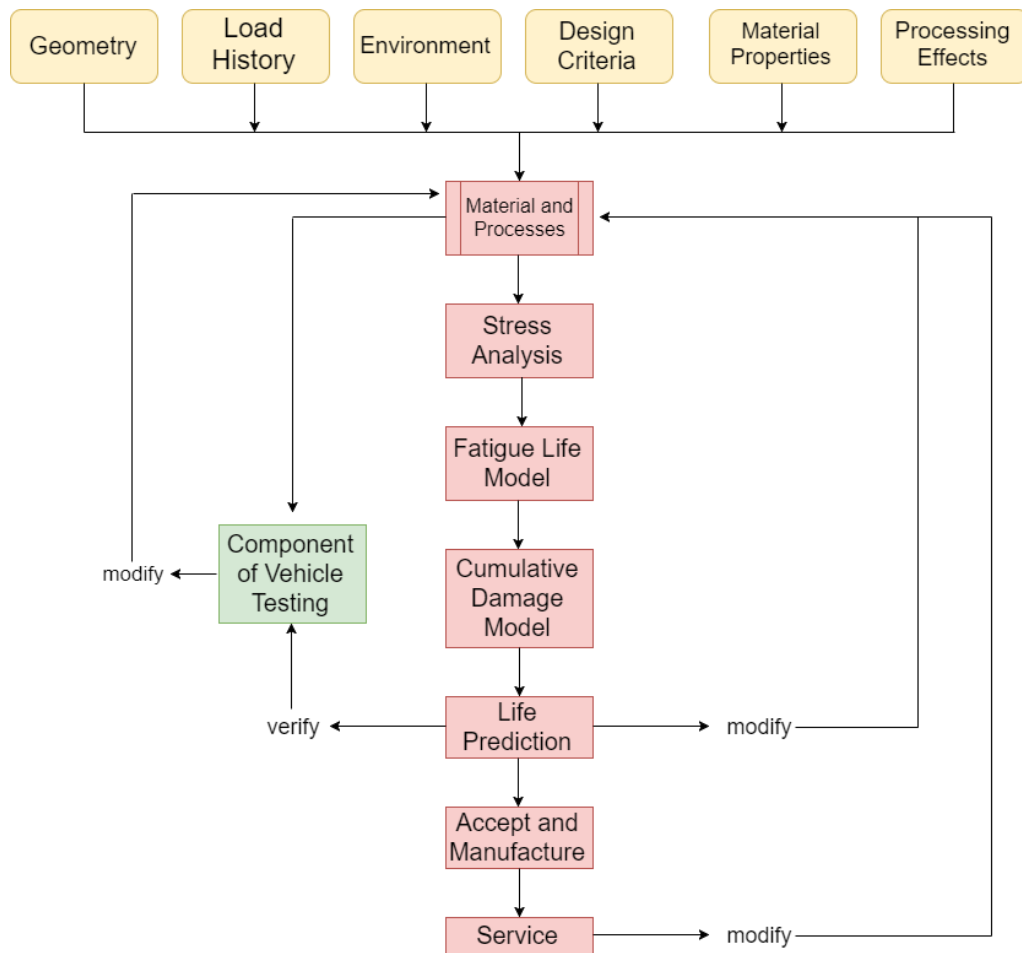 Geometry
Load
History
Environment
Design
Criteria
Material
Properties
Processing
Effects
Material and
Processes
Stress
Analysis
Fatigue Life
Model
Component
of Vehicle
Testing
modify
Cumulative
Damage
Model
verify
Life
Prediction
modify
Accept and
Manufacture
Service
modify